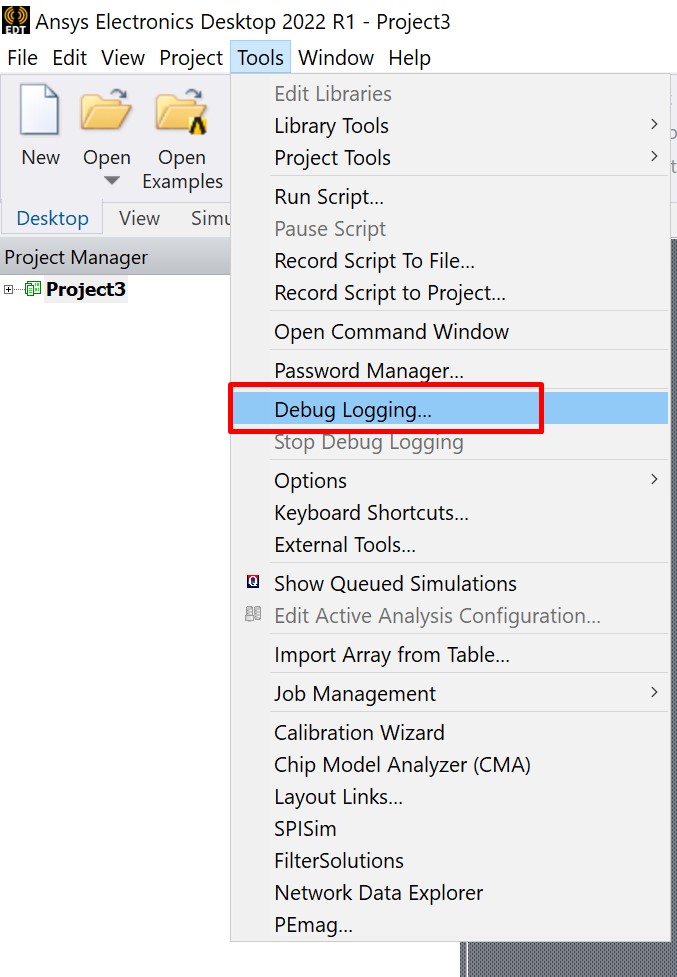 EDT Ansys Electronics Desktop 2022 R1 - Project3
File Edit View Project Tools Window Help
New Open Open Examples
Desktop View Simu
Project Manager
Project3
Edit Libraries
Library Tools
Project Tools
Run Script...
Pause Script
Record Script To File...
Record Script to Project...
Open Command Window
Password Manager...
Debug Logging...
Stop Debug Logging
Options
Keyboard Shortcuts...
External Tools...
Q Show Queued Simulations
Edit Active Analysis Configuration...
Import Array from Table...
Job Management
Calibration Wizard
Chip Model Analyzer (CMA)
Layout Links...
SPISim
FilterSolutions
Network Data Explorer
PEmag...